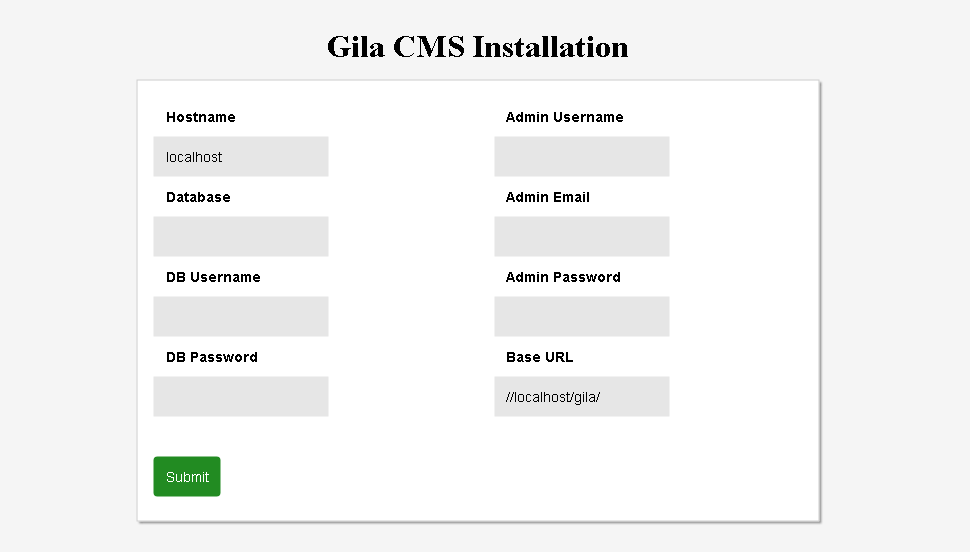 Gila CMS Installation
Hostname
localhost
Database
DB Username
DB Password
Admin Username
Admin Email
Admin Password
Base URL
//localhost/gila/
Submit